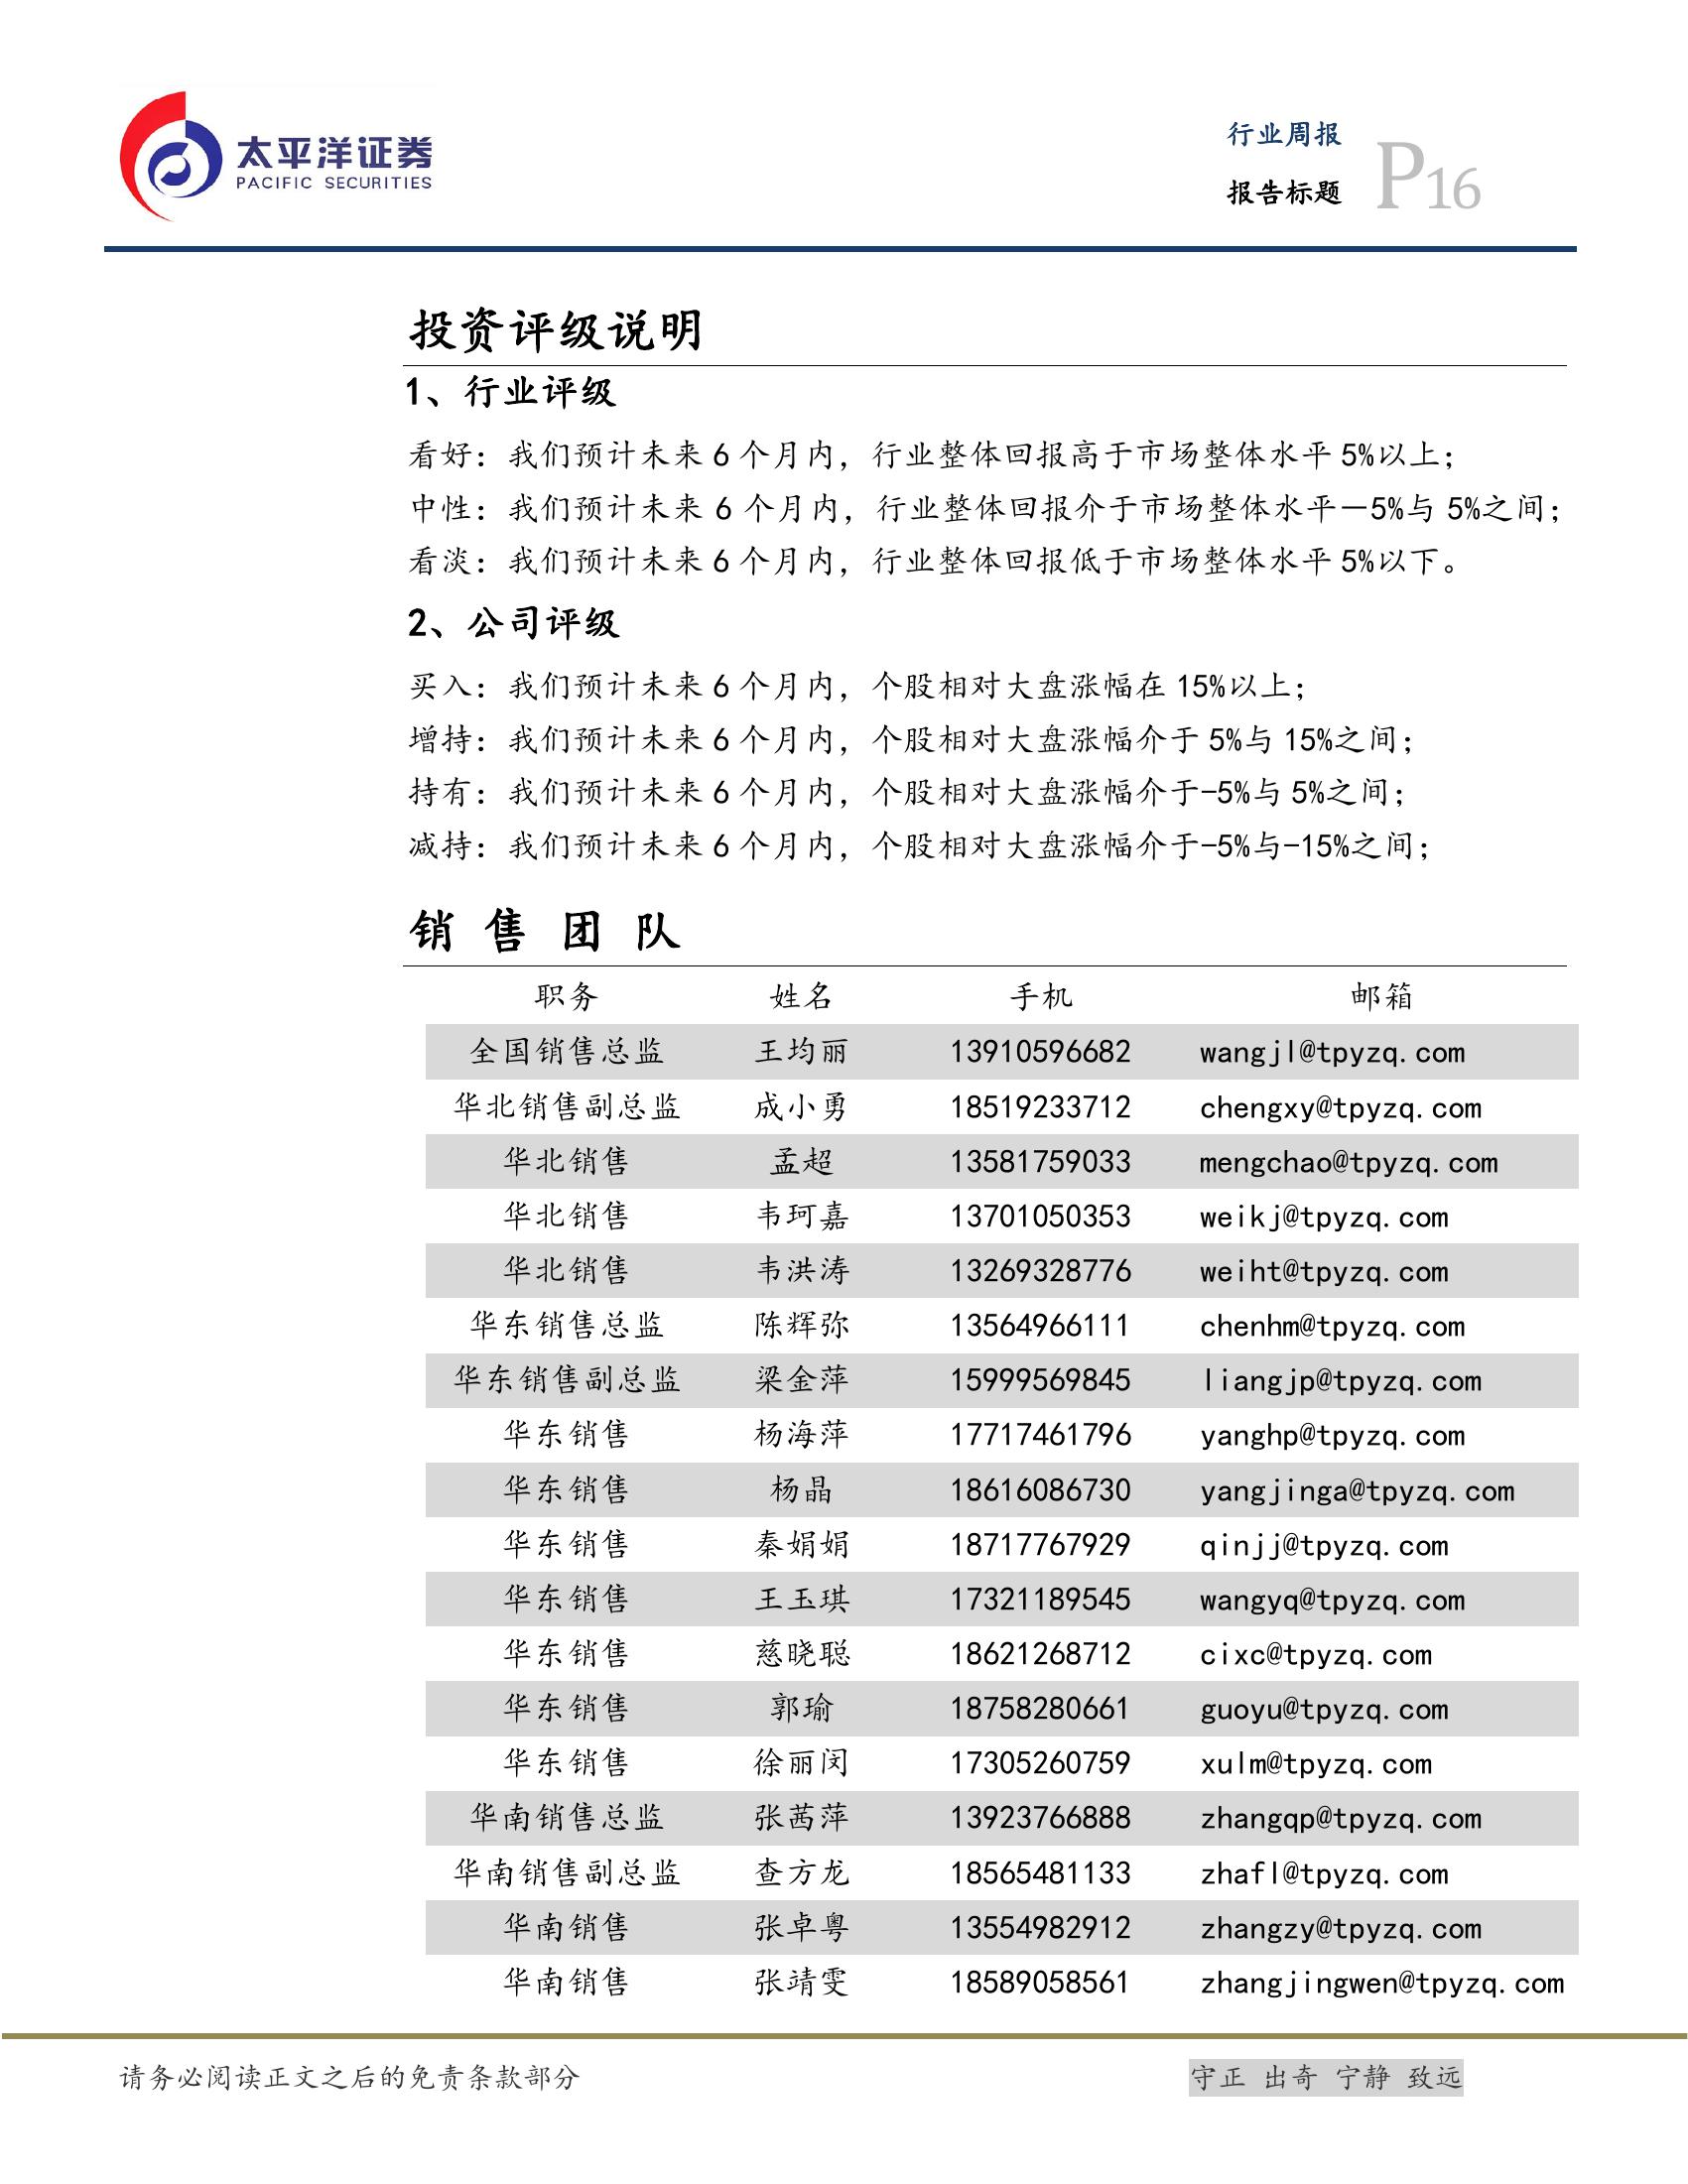 太平洋证券
PACIFIC SECURITIES
行业周报
报告标题
P16
投资评级说明
1、行业评级
看好：我们预计未来 6 个月内，行业整体回报高于市场整体水平 5%以上；
中性：我们预计未来 6 个月内，行业整体回报介于市场整体水平－5%与 5%之间；
看淡：我们预计未来 6 个月内，行业整体回报低于市场整体水平 5%以下。
2、公司评级
买入：我们预计未来 6 个月内，个股相对大盘涨幅在 15%以上；
增持：我们预计未来 6 个月内，个股相对大盘涨幅介于 5%与 15%之间；
持有：我们预计未来 6 个月内，个股相对大盘涨幅介于-5%与 5%之间；
减持：我们预计未来 6 个月内，个股相对大盘涨幅介于-5%与-15%之间；
销 售 团 队
职务 姓名 手机 邮箱
全国销售总监 王均丽 13910596682 wangjl@tpyzq.com
华北销售副总监 成小勇 18519233712 chengxy@tpyzq.com
华北销售 孟超 13581759033 mengchao@tpyzq.com
华北销售 韦珂嘉 13701050353 weikj@tpyzq.com
华北销售 韦洪涛 13269328776 weiht@tpyzq.com
华东销售总监 陈辉弥 13564966111 chenhm@tpyzq.com
华东销售副总监 梁金萍 15999569845 liangjp@tpyzq.com
华东销售 杨海萍 17717461796 yanghp@tpyzq.com
华东销售 杨晶 18616086730 yangjinga@tpyzq.com
华东销售 秦娟娟 18717767929 qinjj@tpyzq.com
华东销售 王玉琪 17321189545 wangyq@tpyzq.com
华东销售 慈晓聪 18621268712 cixc@tpyzq.com
华东销售 郭瑜 18758280661 guoyu@tpyzq.com
华东销售 徐丽闵 17305260759 xulm@tpyzq.com
华南销售总监 张茜萍 13923766888 zhangqp@tpyzq.com
华南销售副总监 查方龙 18565481133 zhafl@tpyzq.com
华南销售 张卓粤 13554982912 zhangzy@tpyzq.com
华南销售 张靖雯 18589058561 zhangjingwen@tpyzq.com
请务必阅读正文之后的免责条款部分
守正 出奇 宁静 致远